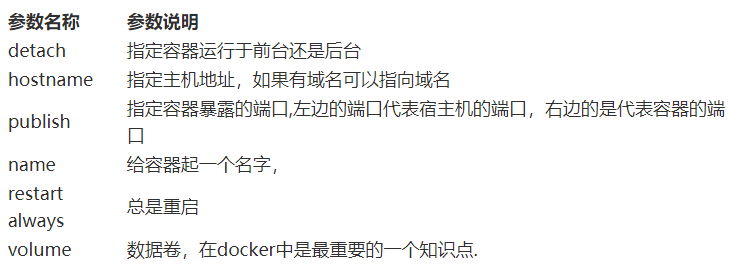 参数名称 参数说明
detach 指定容器运行于前台还是后台
hostname 指定主机地址，如果有域名可以指向域名
publish 指定容器暴露的端口,左边的端口代表宿主机的端口，右边的是代表容器的端
口
name 给容器起一个名字，
restart
always 总是重启
volume 数据卷，在docker中是最重要的一个知识点.